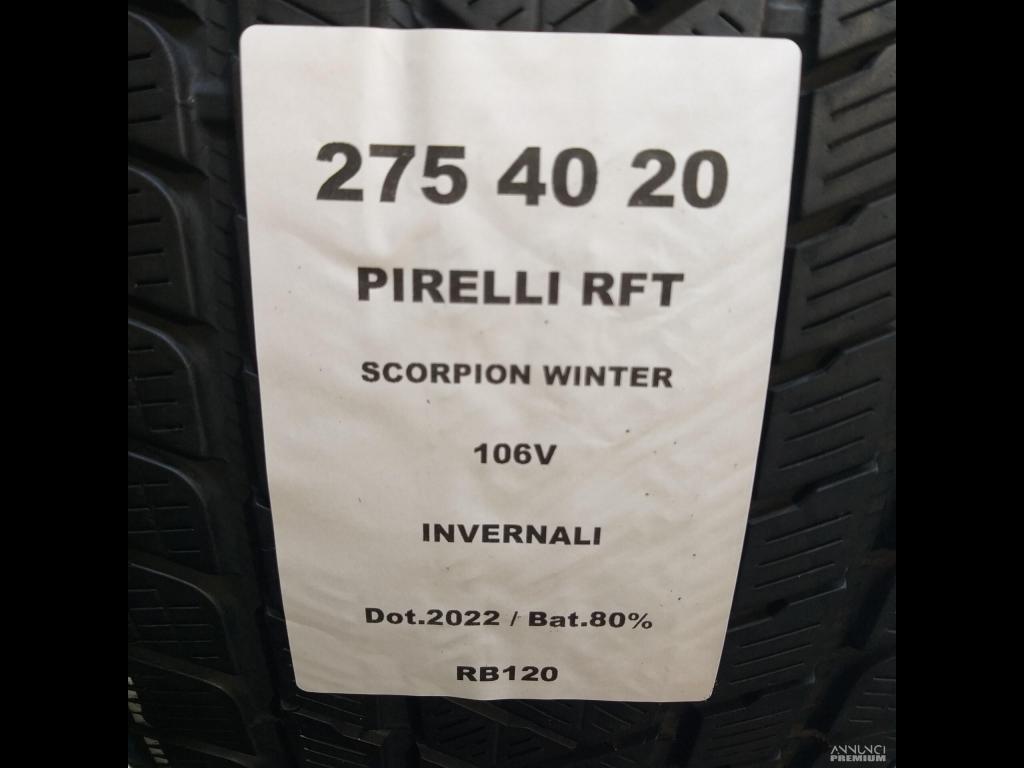 275 40 20
PIRELLI RFT
SCORPION WINTER
106V
INVERNALI
Dot.2022 / Bat.80%
RB120
ANNUNCI
PREMIUM